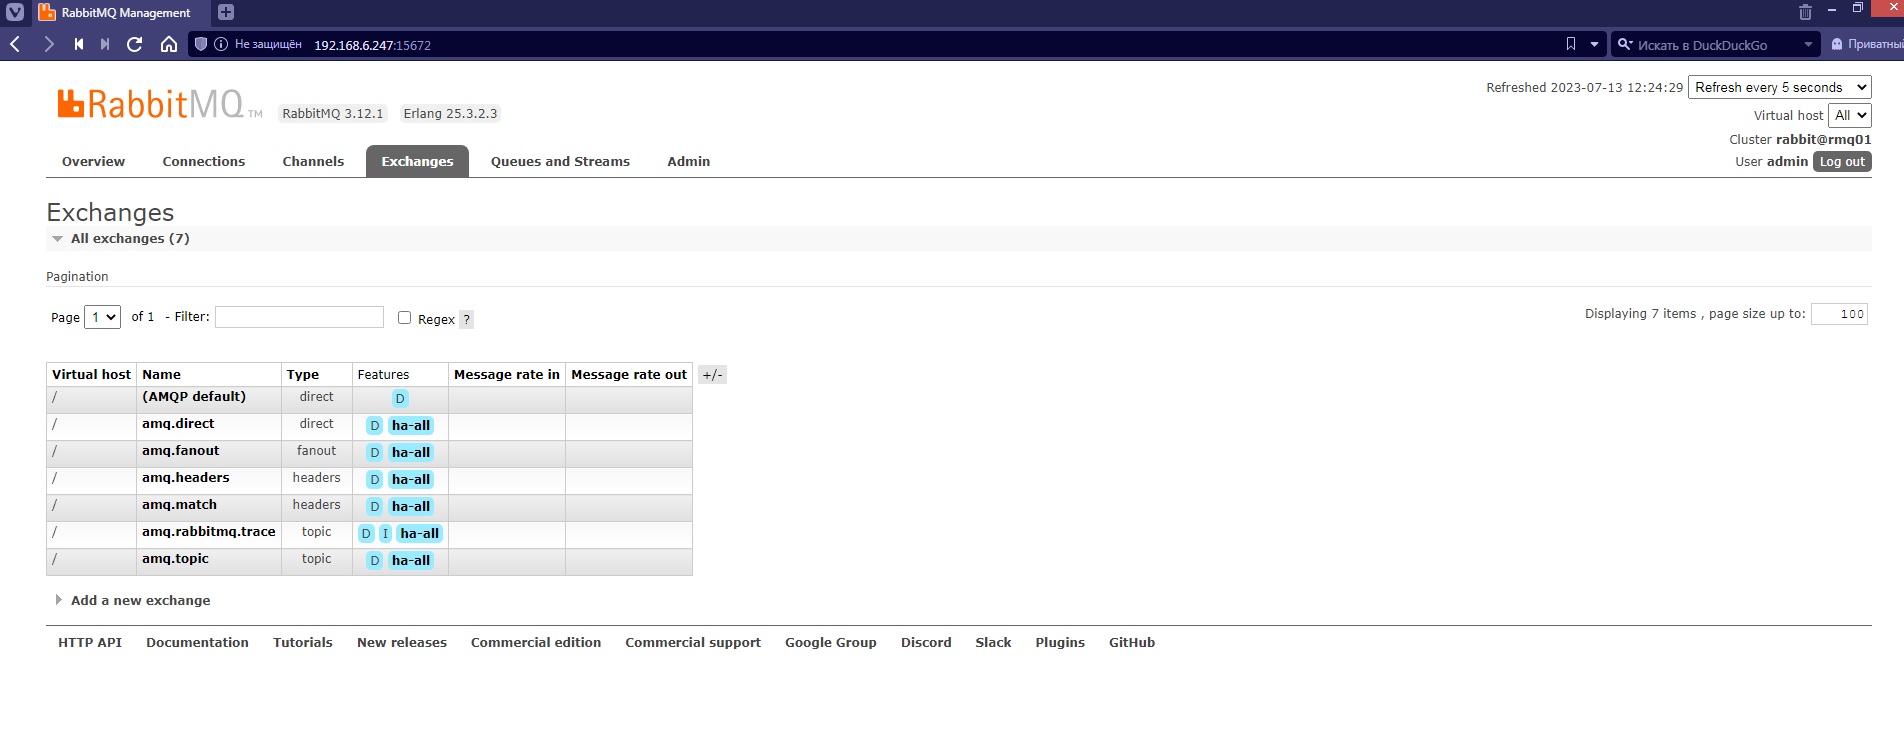 RabbitMQ Management
Не защищён 192.168.6.247:15672 Искать в DuckDuckGo Приватный
RabbitMQ TM RabbitMQ 3.12.1 Erlang 25.3.2.3
Refreshed 2023-07-13 12:24:29 Refresh every 5 seconds
Virtual host All
Cluster rabbit@rmq01
User admin Log out
Overview Connections Channels Exchanges Queues and Streams Admin
Exchanges
All exchanges (7)
Pagination
Page 1 of 1 - Filter: Regex ? Displaying 7 items , page size up to: 100
Virtual host Name Type Features Message rate in Message rate out +/-
/ (AMQP default) direct D
/ amq.direct direct D ha-all
/ amq.fanout fanout D ha-all
/ amq.headers headers D ha-all
/ amq.match headers D ha-all
/ amq.rabbitmq.trace topic D I ha-all
/ amq.topic topic D ha-all
Add a new exchange
HTTP API Documentation Tutorials New releases Commercial edition Commercial support Google Group Discord Slack Plugins GitHub